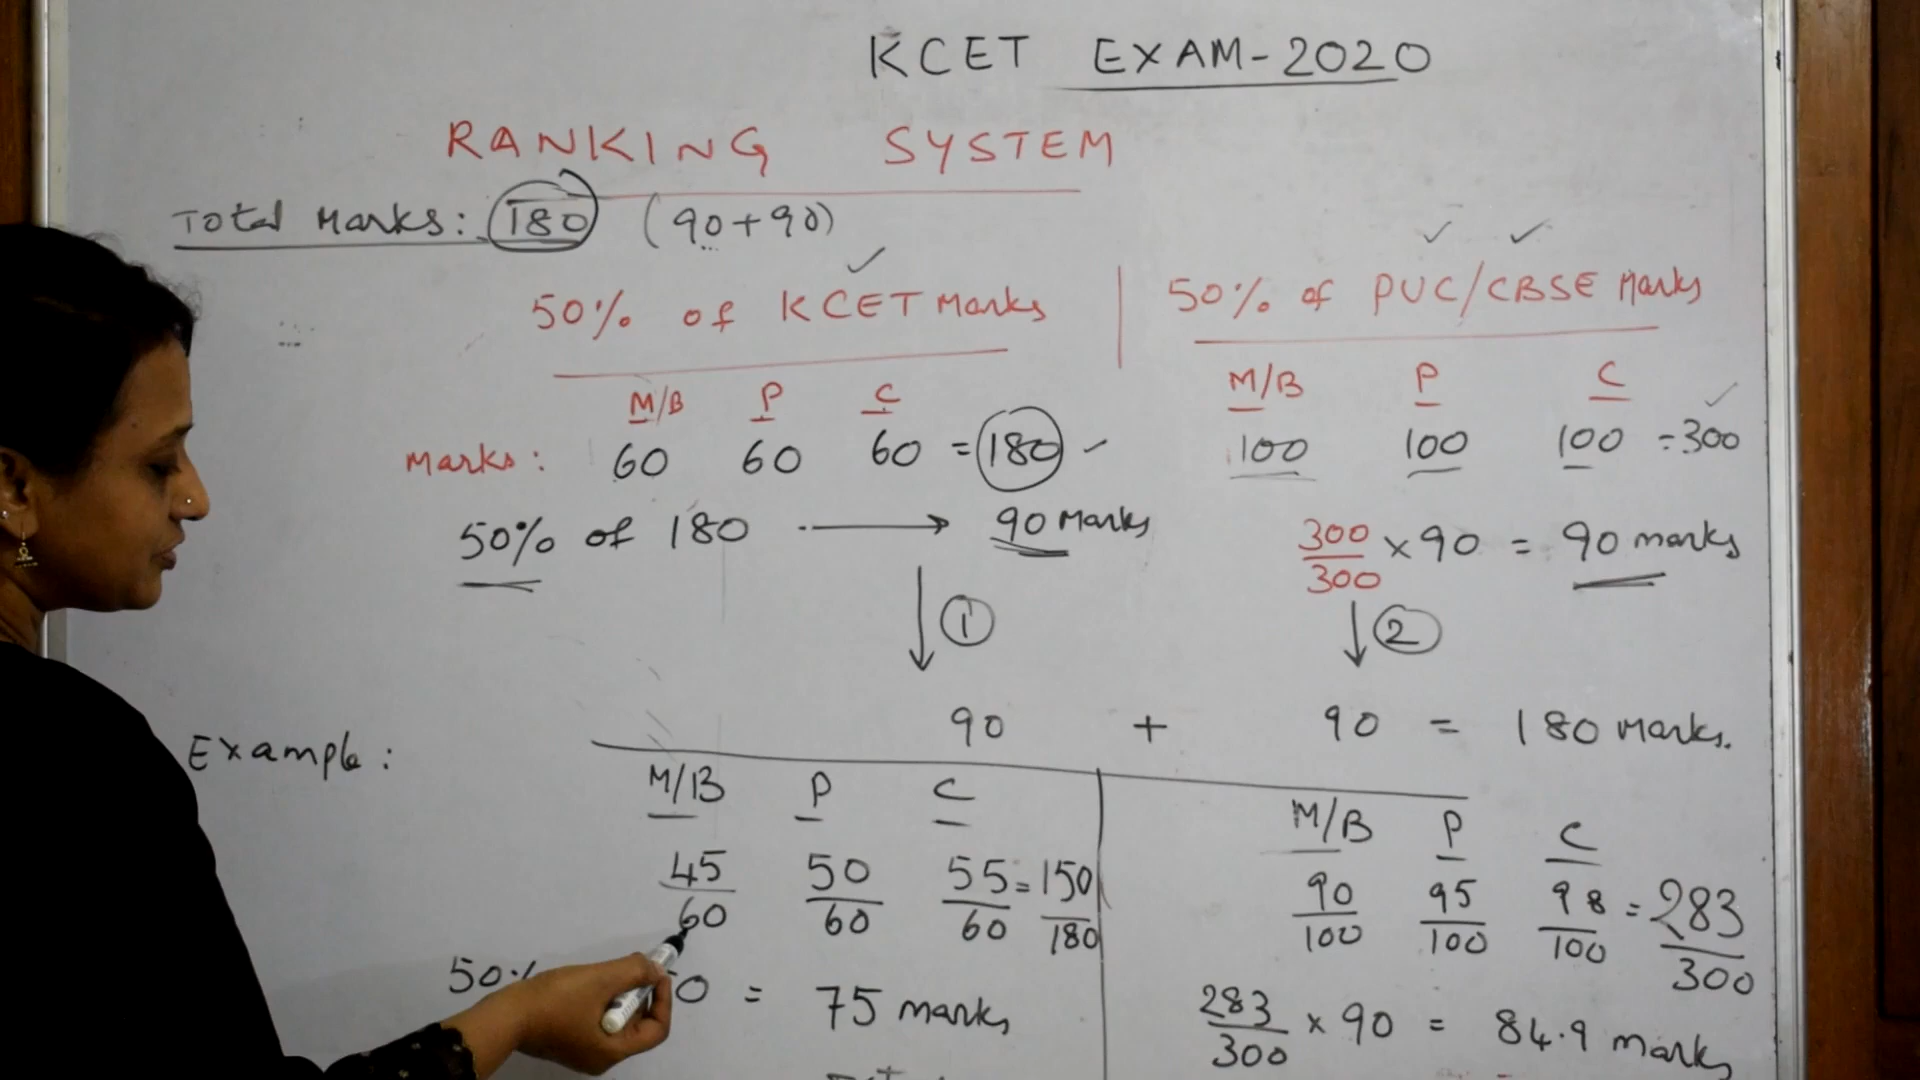 KCET EXAM-2020
RANKING SYSTEM
Total Marks: 180 (90+90)
50% of KCET Marks
M/B P C
Marks: 60 60 60 = 180
50% of 180 → 90 Marks
1
50% of PUC/CBSE Marks
M/B P C
100 100 100 = 300
300/300 × 90 = 90 marks
2
90 + 90 = 180 Marks.
Example:
M/B P C
45/60 50/60 55/60 = 150/180
50% = 75 marks
M/B P C
90/100 95/100 98/100 = 283/300
283/300 × 90 = 84.9 marks